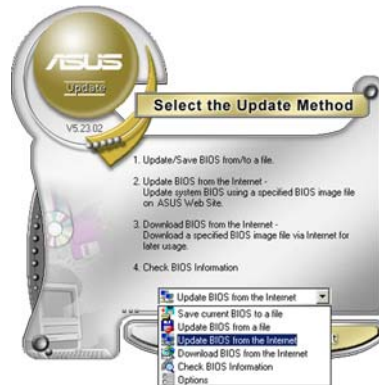 ASUS
Update
V5.23.02
Select the Update Method
1. Update/Save BIOS from/to a file.
2. Update BIOS from the Internet -
Update system BIOS using a specified BIOS image file
on ASUS Web Site.
3. Download BIOS from the Internet -
Download a specified BIOS image file via Internet for
later usage.
4. Check BIOS Information
Update BIOS from the Internet
Save current BIOS to a file
Update BIOS from a file
Update BIOS from the Internet
Download BIOS from the Internet
Check BIOS Information
Options